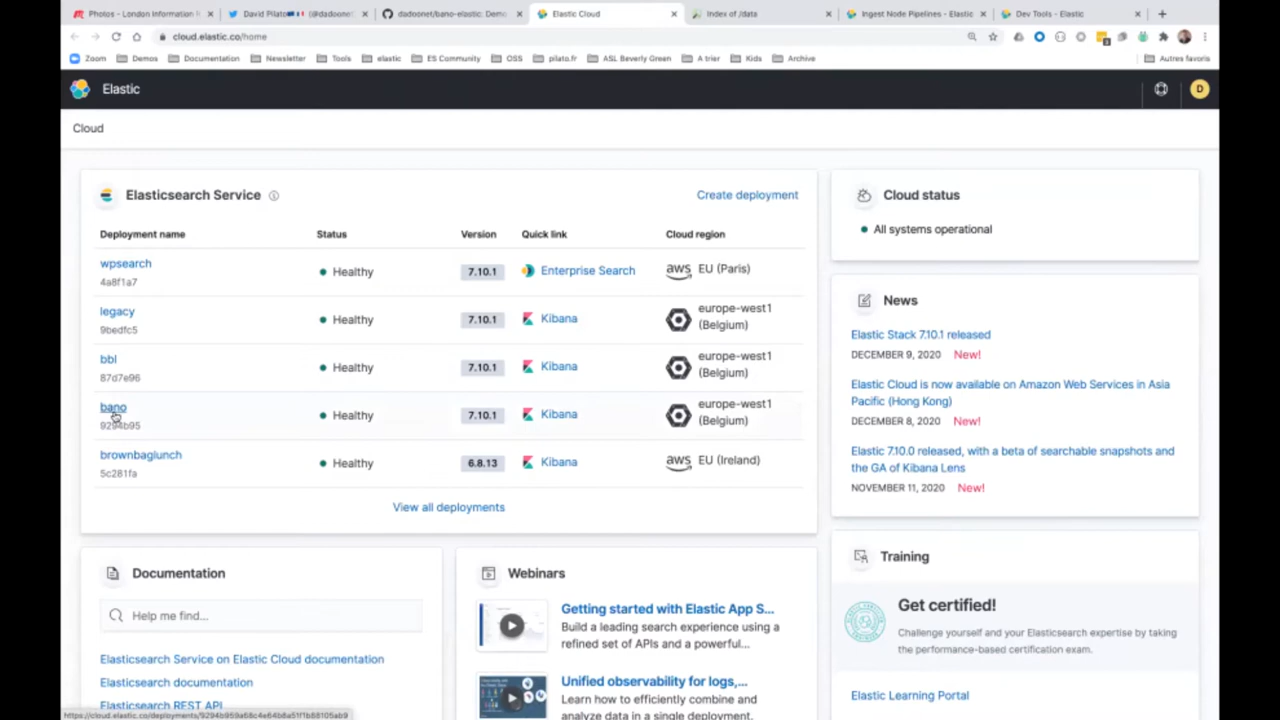 Photos - London Information R
David Pilato (@dadoonet
dadoonet/bano-elastic: Demo
Elastic Cloud
Index of /data
Ingest Node Pipelines - Elastic
Dev Tools - Elastic
cloud.elastic.co/home
Zoom
Demos
Documentation
Newsletter
Tools
elastic
ES Community
OSS
pilato.fr
ASL Beverly Green
A trier
Kids
Archive
Autres favoris
Elastic
D
Cloud
Elasticsearch Service
Create deployment
Deployment name Status Version Quick link Cloud region
wpsearch
4a8f1a7
Healthy
7.10.1
Enterprise Search
aws EU (Paris)
legacy
9bedfc5
Healthy
7.10.1
Kibana
europe-west1
(Belgium)
bbl
87d7e96
Healthy
7.10.1
Kibana
europe-west1
(Belgium)
bano
9294b95
Healthy
7.10.1
Kibana
europe-west1
(Belgium)
brownbaglunch
5c281fa
Healthy
6.8.13
Kibana
aws EU (Ireland)
View all deployments
Cloud status
All systems operational
News
Elastic Stack 7.10.1 released
DECEMBER 9, 2020 New!
Elastic Cloud is now available on Amazon Web Services in Asia
Pacific (Hong Kong)
DECEMBER 8, 2020 New!
Elastic 7.10.0 released, with a beta of searchable snapshots and
the GA of Kibana Lens
NOVEMBER 11, 2020 New!
Documentation
Help me find...
Elasticsearch Service on Elastic Cloud documentation
Elasticsearch documentation
Elasticsearch REST API
Webinars
Getting started with Elastic App S...
Build a leading search experience using a
refined set of APIs and a powerful...
Unified observability for logs,...
Learn how to efficiently combine and
analyze data in a single deployment.
Training
Get certified!
Challenge yourself and your Elasticsearch expertise by taking
the performance-based certification exam.
Elastic Learning Portal